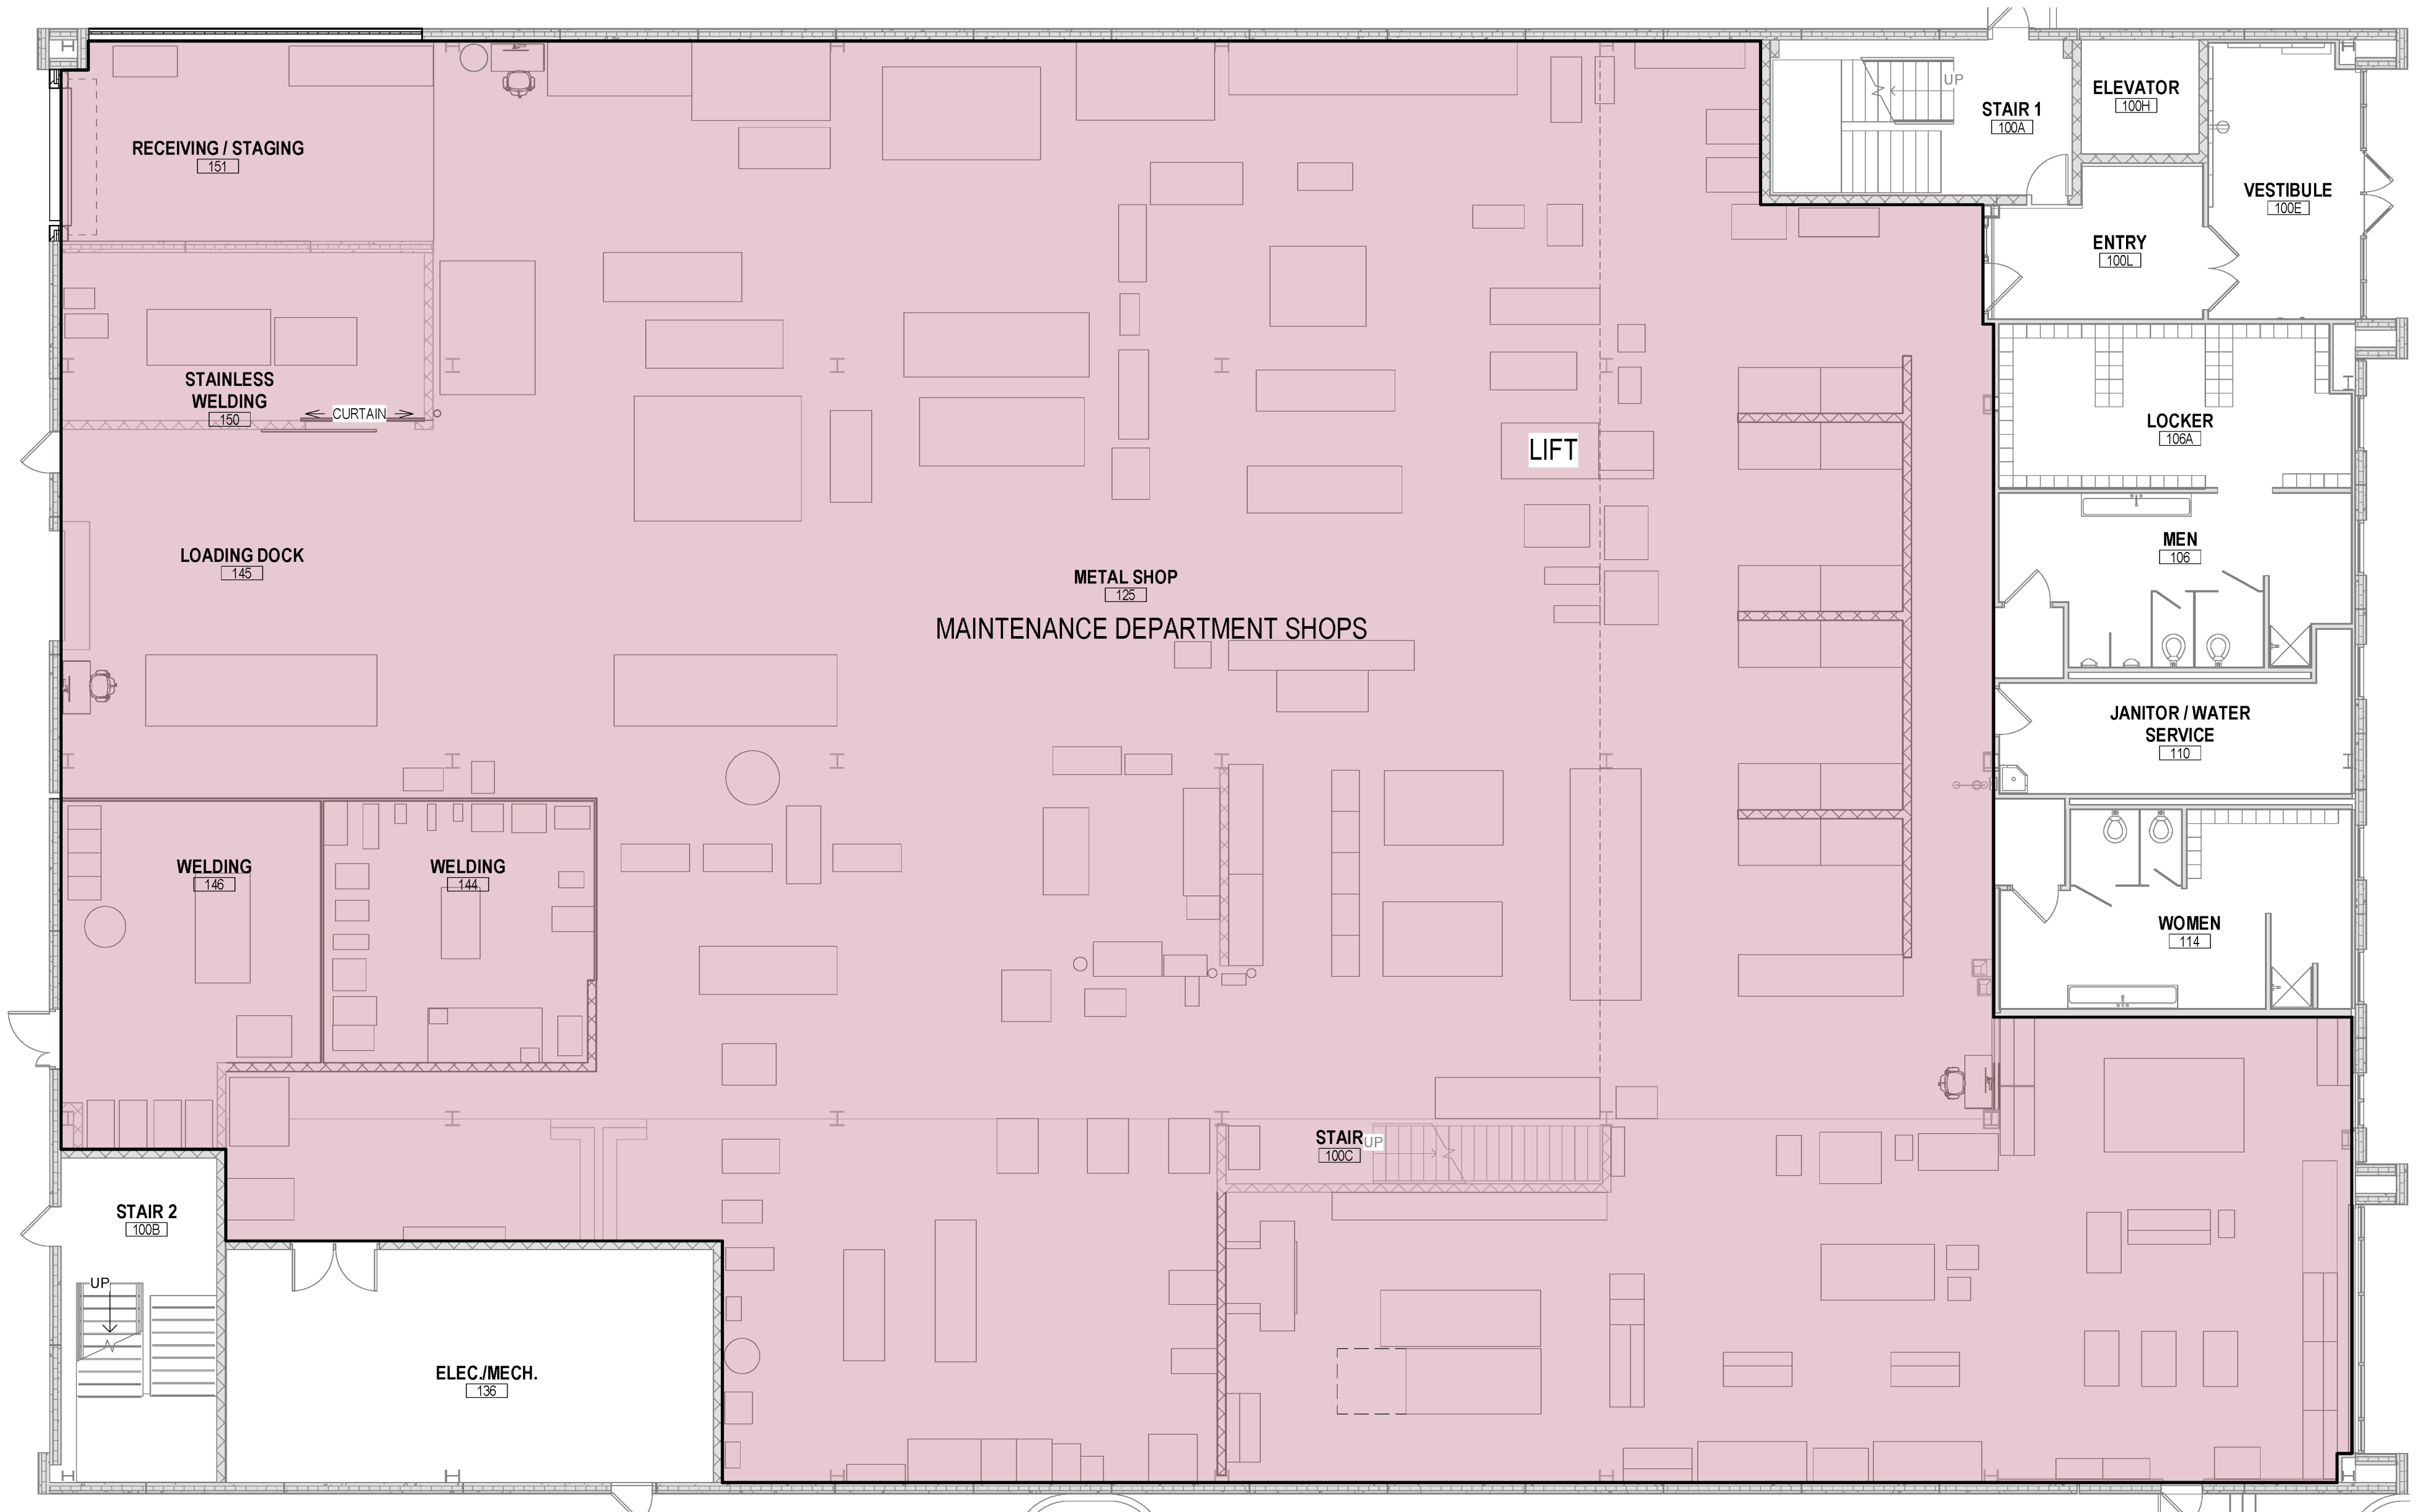 UP
STAIR 1
100A
ELEVATOR
100H
RECEIVING / STAGING
151
VESTIBULE
100E
ENTRY
100L
STAINLESS
WELDING
150
CURTAIN
LOCKER
106A
LIFT
LOADING DOCK
145
METAL SHOP
125
MAINTENANCE DEPARTMENT SHOPS
MEN
106
JANITOR / WATER
SERVICE
110
WELDING
146
WELDING
144
WOMEN
114
STAIR
100C
UP
STAIR 2
100B
UP
ELEC./MECH.
136